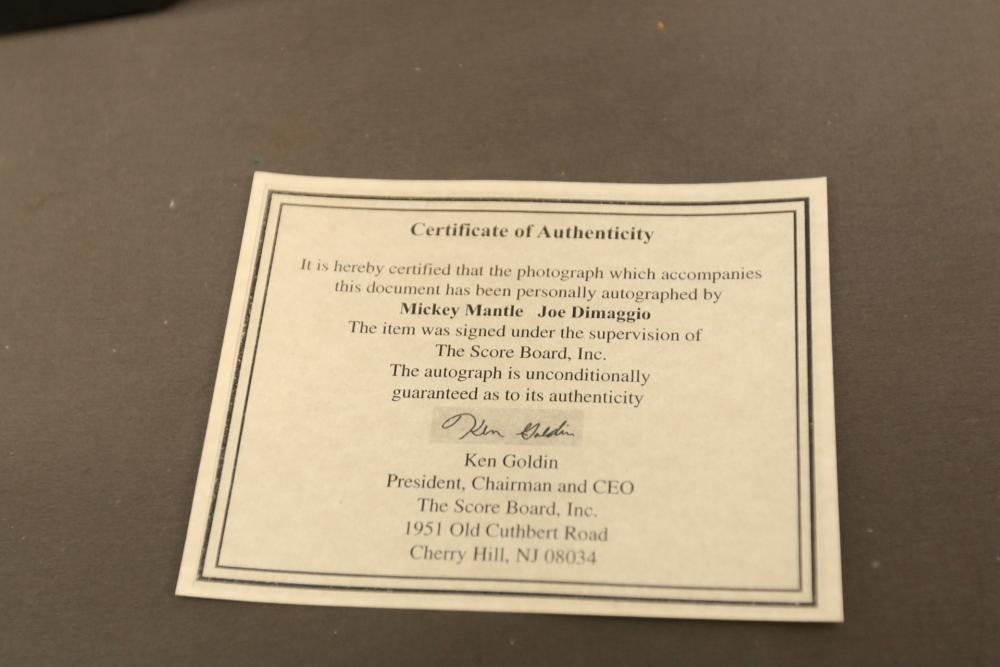 Certificate of Authenticity
It is hereby certified that the photograph which accompanies
this document has been personally autographed by
Mickey Mantle Joe Dimaggio
The item was signed under the supervision of
The Score Board, Inc.
The autograph is unconditionally
guaranteed as to its authenticity
Ken Goldin
Ken Goldin
President, Chairman and CEO
The Score Board, Inc.
1951 Old Cuthbert Road
Cherry Hill, NJ 08034